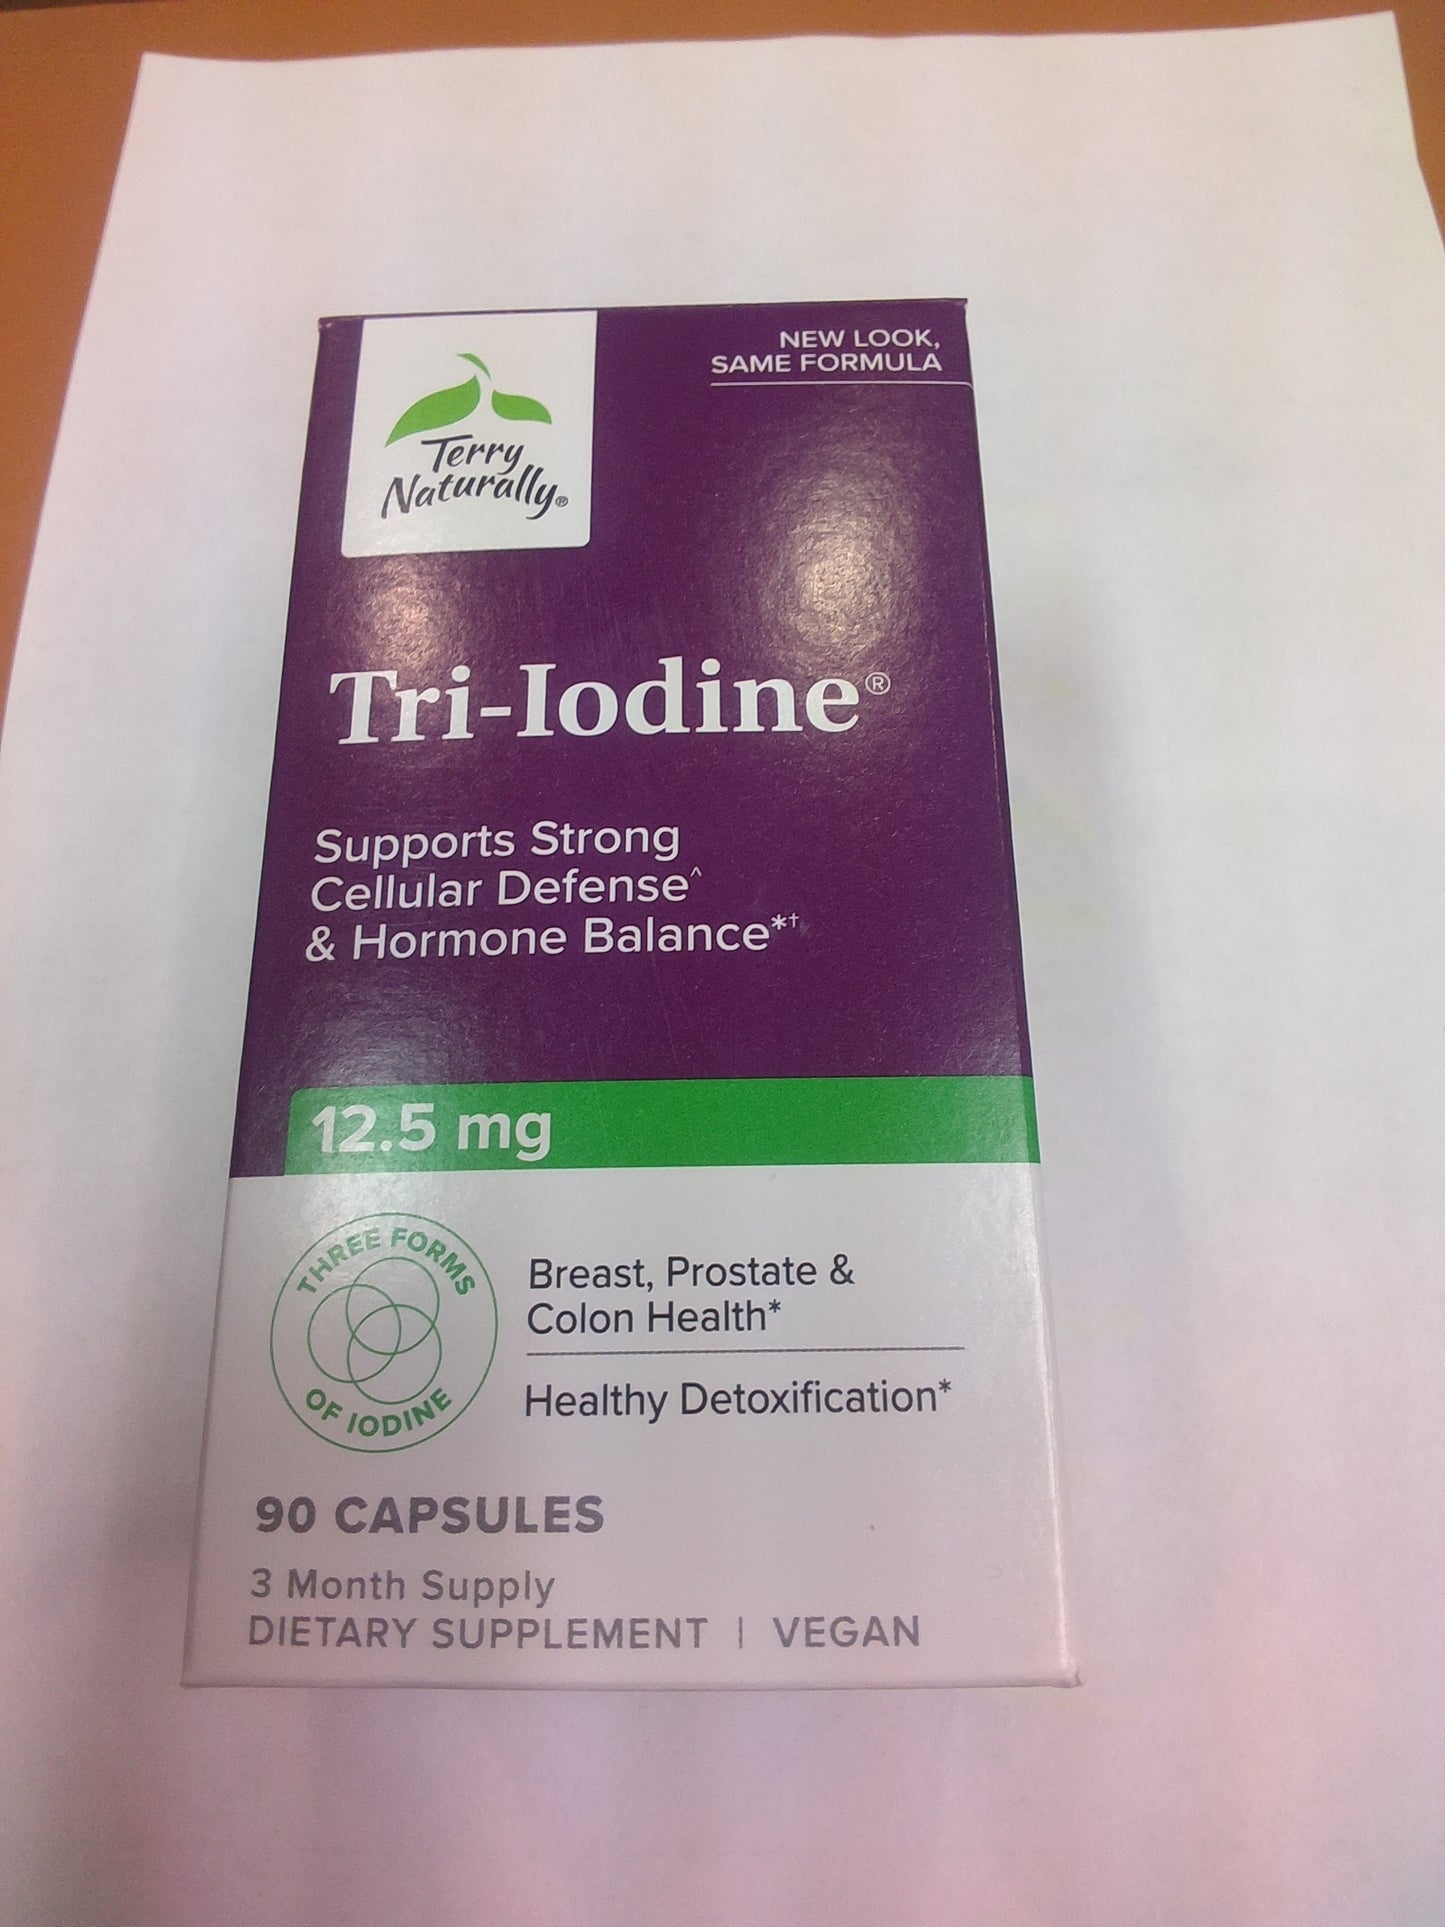 Terry
Naturally®
NEW LOOK,
SAME FORMULA
Tri-Iodine®
Supports Strong
Cellular Defense^
& Hormone Balance*†
12.5 mg
THREE FORMS
OF IODINE
Breast, Prostate &
Colon Health*
Healthy Detoxification*
90 CAPSULES
3 Month Supply
DIETARY SUPPLEMENT | VEGAN